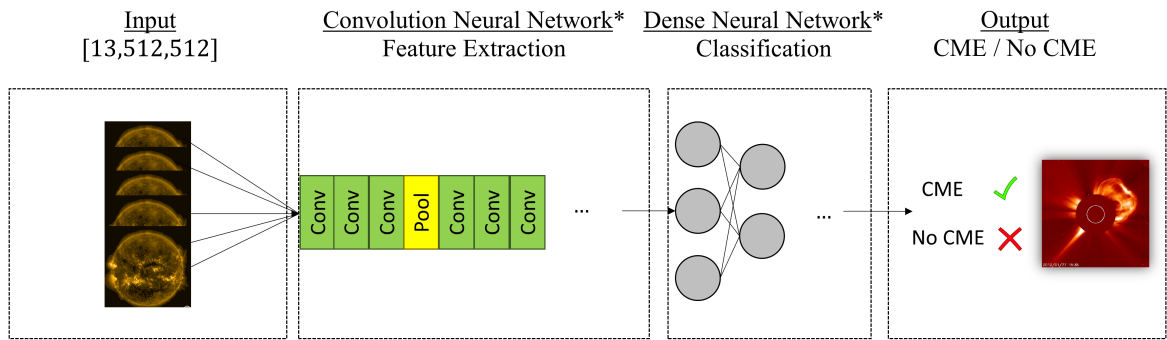 Input
[13,512,512]
Convolution Neural Network*
Feature Extraction
Dense Neural Network*
Classification
Output
CME / No CME
Conv
Conv
Conv
Pool
Conv
Conv
Conv
...
...
CME
No CME